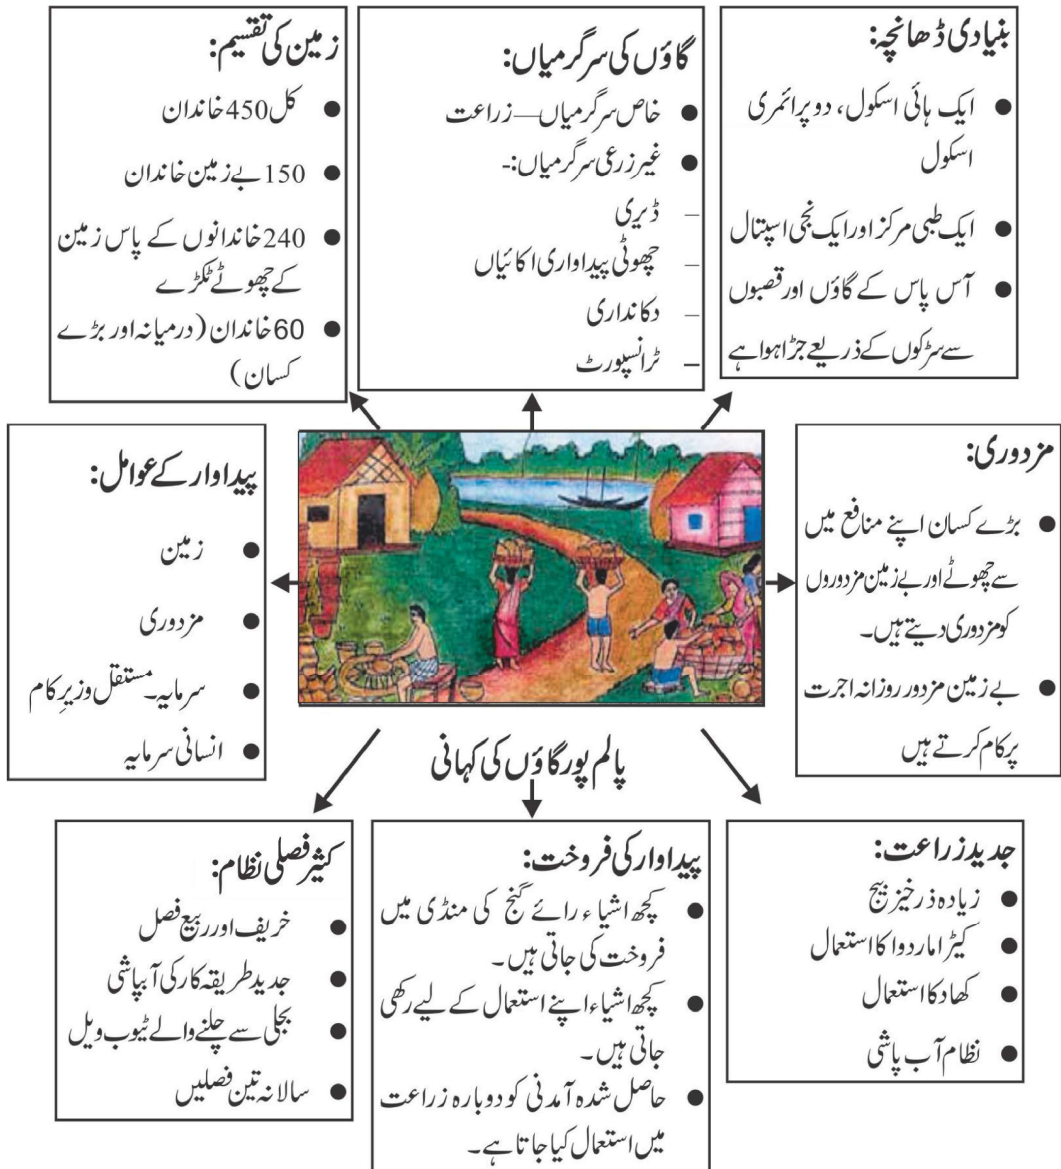 بنیادی ڈھانچہ:
ایک ہائی اسکول، دو پرائمری
اسکول
ایک طبی مرکز اور ایک نجی اسپتال
آس پاس کے گاؤں اور قصبوں
سے سڑکوں کے ذریعے جڑا ہوا ہے
گاؤں کی سرگرمیاں:
خاص سرگرمیاں—زراعت
غیر زرعی سرگرمیاں:-
– ڈیری
– چھوٹی پیداواری اکائیاں
– دکانداری
– ٹرانسپورٹ
زمین کی تقسیم:
کل 450 خاندان
150 بے زمین خاندان
240 خاندانوں کے پاس زمین
کے چھوٹے ٹکڑے
60 خاندان (درمیانہ اور بڑے
کسان)
مزدوری:
بڑے کسان اپنے منافع میں
سے چھوٹے اور بے زمین مزدوروں
کو مزدوری دیتے ہیں۔
بے زمین مزدور روزانہ اجرت
پر کام کرتے ہیں
پیداوار کے عوامل:
زمین
مزدوری
سرمایہ۔ مستقل وزیرِ کام
انسانی سرمایہ
پالم پور گاؤں کی کہانی
جدید زراعت:
زیادہ ذرخیز بیج
کیڑا مار دوا کا استعمال
کھاد کا استعمال
نظام آب پاشی
پیداوار کی فروخت:
کچھ اشیاء رائے گنج کی منڈی میں
فروخت کی جاتی ہیں۔
کچھ اشیاء اپنے استعمال کے لیے رکھی
جاتی ہیں۔
حاصل شدہ آمدنی کو دوبارہ زراعت
میں استعمال کیا جاتا ہے۔
کثیر فصلی نظام:
خریف اور ربیع فصل
جدید طریقہ کار کی آبپاشی
بجلی سے چلنے والے ٹیوب ویل
سالانہ تین فصلیں